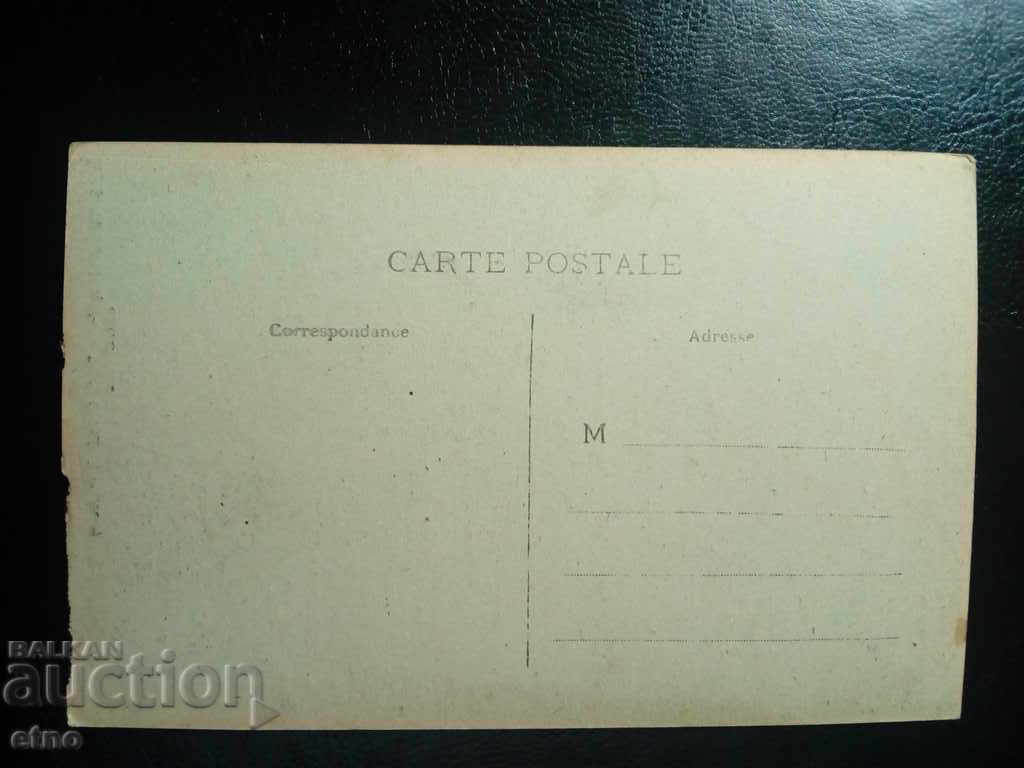 CARTE POSTALE
Correspondance
Adresse
M
BALKAN
auction
etno